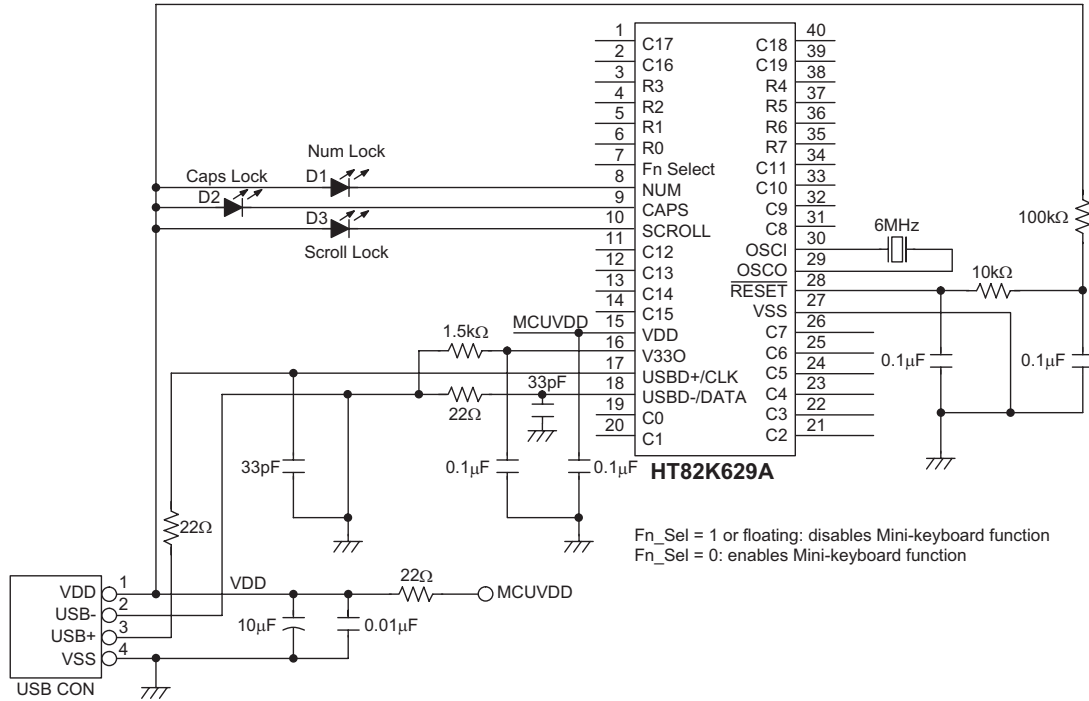 1 C17
2 C16
3 R3
4 R2
5 R1
6 R0
7 Fn Select
8 NUM
9 CAPS
10 SCROLL
11 C12
12 C13
13 C14
14 C15
15 VDD
16 V33O
17 USBD+/CLK
18 USBD-/DATA
19 C0
20 C1
C18 40
C19 39
R4 38
R5 37
R6 36
R7 35
C11 34
C10 33
C9 32
C8 31
OSCI 30
OSCO 29
RESET 28
VSS 27
C7 26
C6 25
C5 24
C4 23
C3 22
C2 21
HT82K629A
Num Lock
D1
Caps Lock
D2
D3
Scroll Lock
6MHz
100kΩ
10kΩ
0.1μF
0.1μF
MCUVDD
1.5kΩ
22Ω
33pF
33pF
0.1μF
0.1μF
22Ω
Fn_Sel = 1 or floating: disables Mini-keyboard function
Fn_Sel = 0: enables Mini-keyboard function
VDD 1
USB- 2
USB+ 3
VSS 4
USB CON
VDD
22Ω
MCUVDD
10μF
0.01μF